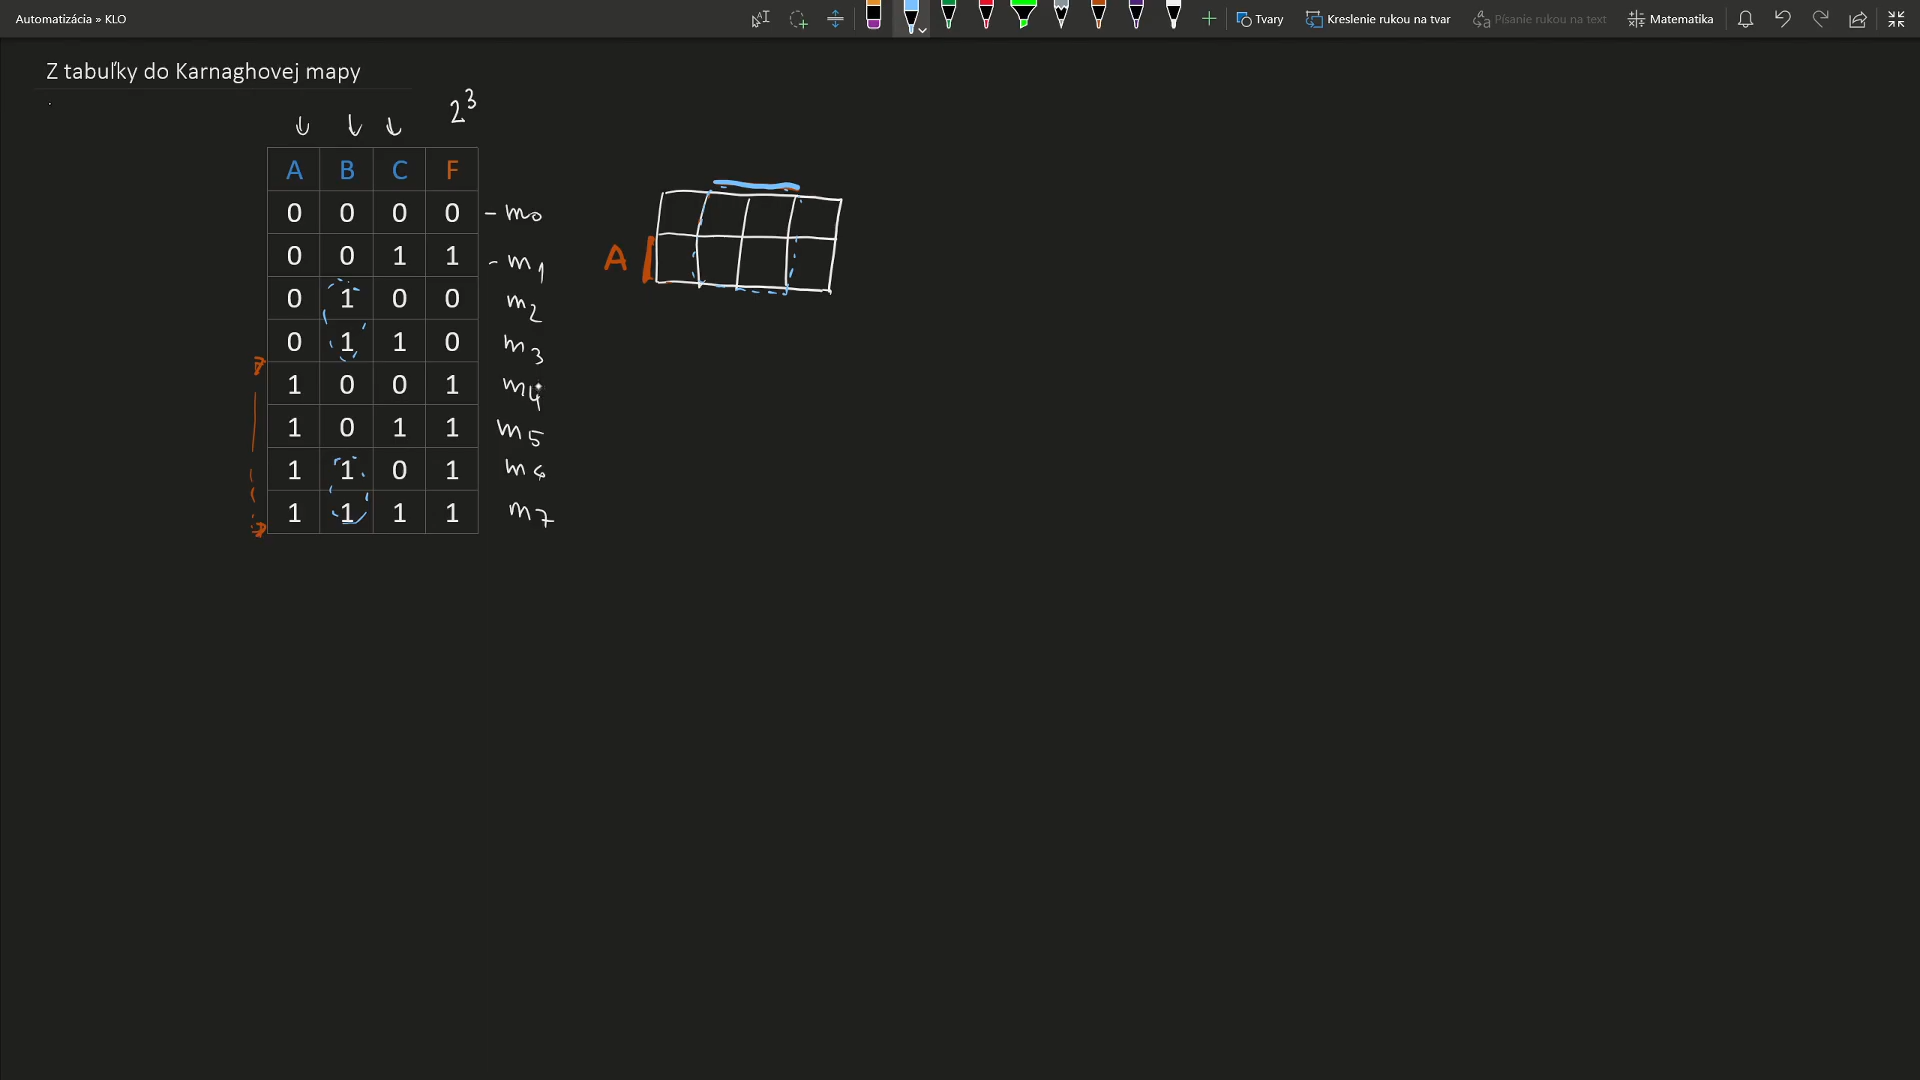 Automatizácia » KLO
Tvary
Kreslenie rukou na tvar
Písanie rukou na text
Matematika
Z tabuľky do Karnaghovej mapy
2³
A B C F
0 0 0 0 - m0
0 0 1 1 - m1
0 1 0 0 m2
0 1 1 0 m3
1 0 0 1 m4
1 0 1 1 m5
1 1 0 1 m6
1 1 1 1 m7
A